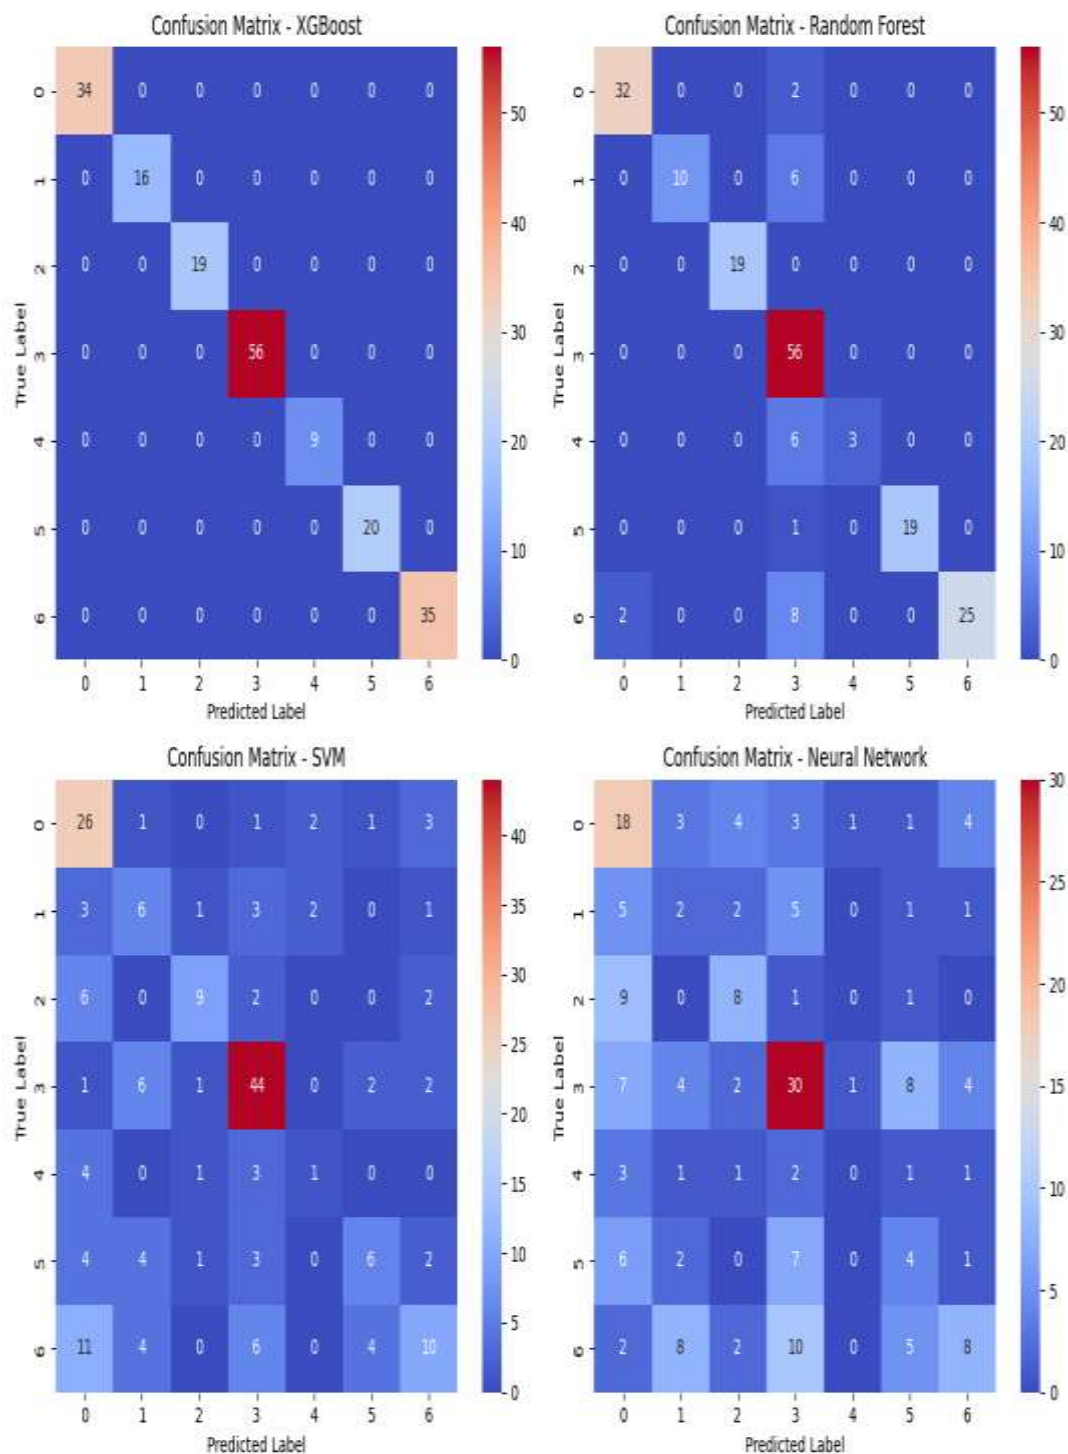 Confusion Matrix - XGBoost
0 34 0 0 0 0 0 0
1 0 16 0 0 0 0 0
2 0 0 19 0 0 0 0
3 0 0 0 56 0 0 0
4 0 0 0 0 9 0 0
5 0 0 0 0 0 20 0
6 0 0 0 0 0 0 35
0 1 2 3 4 5 6
Predicted Label
True Label
50
40
30
20
10
0
Confusion Matrix - Random Forest
0 32 0 0 2 0 0 0
1 0 10 0 6 0 0 0
2 0 0 19 0 0 0 0
3 0 0 0 56 0 0 0
4 0 0 0 6 3 0 0
5 0 0 0 1 0 19 0
6 2 0 0 8 0 0 25
0 1 2 3 4 5 6
Predicted Label
True Label
50
40
30
20
10
0
Confusion Matrix - SVM
0 26 1 0 1 2 1 3
1 3 6 1 3 2 0 1
2 6 0 9 2 0 0 2
3 1 6 1 44 0 2 2
4 4 0 1 3 1 0 0
5 4 4 1 3 0 6 2
6 11 4 0 6 0 4 10
0 1 2 3 4 5 6
Predicted Label
True Label
40
35
30
25
20
15
10
5
0
Confusion Matrix - Neural Network
0 18 3 4 3 1 1 4
1 5 2 2 5 0 1 1
2 9 0 8 1 0 1 0
3 7 4 2 30 1 8 4
4 3 1 1 2 0 1 1
5 6 2 0 7 0 4 1
6 2 8 2 10 0 5 8
0 1 2 3 4 5 6
Predicted Label
True Label
30
25
20
15
10
5
0